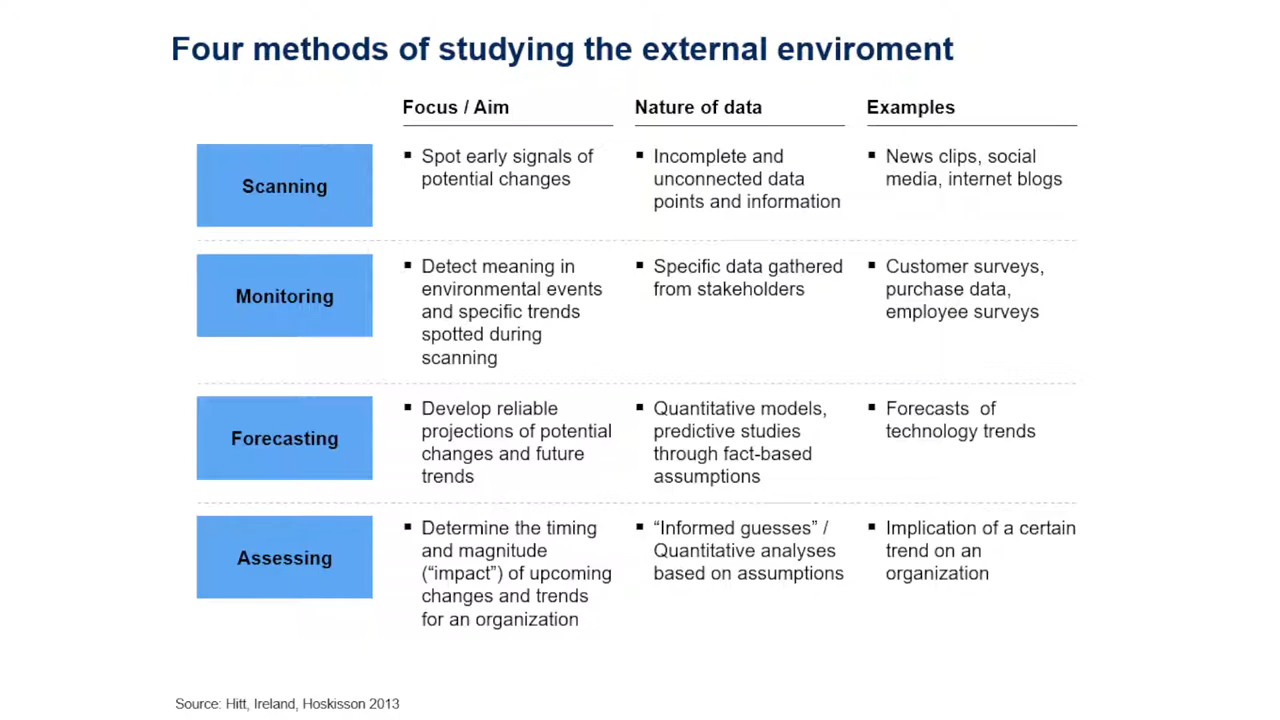 Four methods of studying the external enviroment
Focus / Aim
Nature of data
Examples
Scanning
▪ Spot early signals of
potential changes
▪ Incomplete and
unconnected data
points and information
▪ News clips, social
media, internet blogs
Monitoring
▪ Detect meaning in
environmental events
and specific trends
spotted during
scanning
▪ Specific data gathered
from stakeholders
▪ Customer surveys,
purchase data,
employee surveys
Forecasting
▪ Develop reliable
projections of potential
changes and future
trends
▪ Quantitative models,
predictive studies
through fact-based
assumptions
▪ Forecasts of
technology trends
Assessing
▪ Determine the timing
and magnitude
(“impact”) of upcoming
changes and trends
for an organization
▪ “Informed guesses” /
Quantitative analyses
based on assumptions
▪ Implication of a certain
trend on an
organization
Source: Hitt, Ireland, Hoskisson 2013